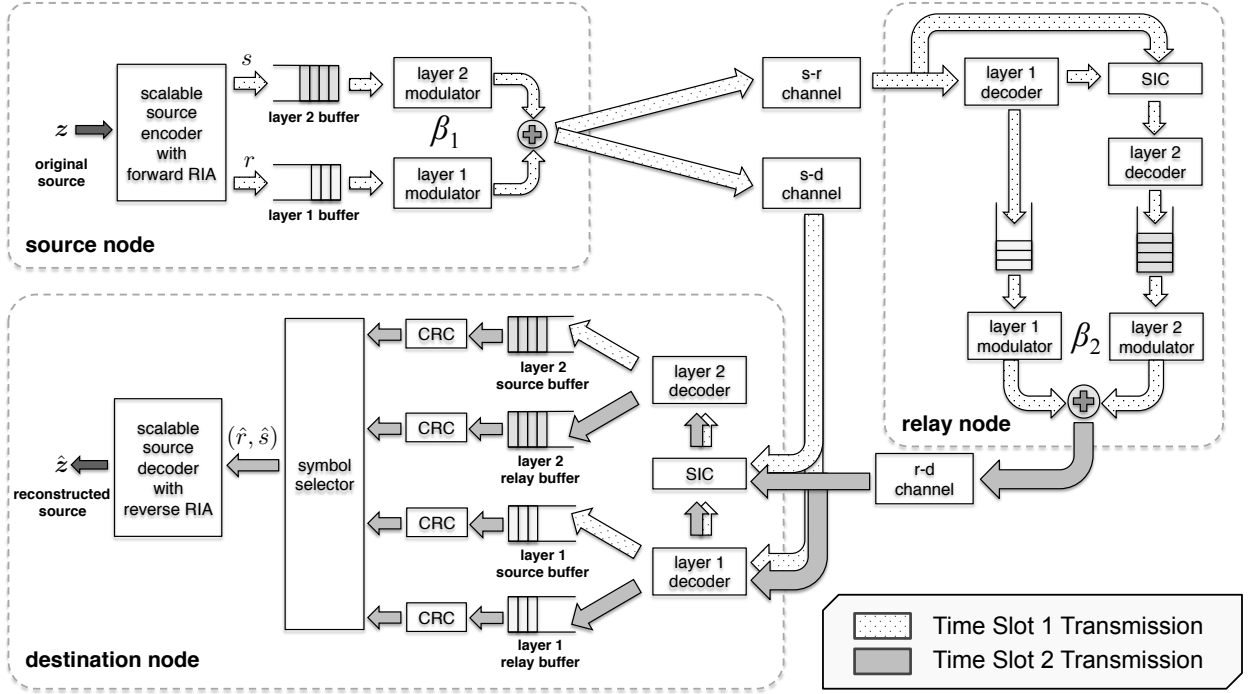 z
original
source
scalable
source
encoder
with
forward RIA
s
r
layer 2 buffer
layer 1 buffer
layer 2
modulator
β₁
layer 1
modulator
source node
s-r
channel
s-d
channel
layer 1
decoder
SIC
layer 2
decoder
layer 1
modulator
β₂
layer 2
modulator
relay node
r-d
channel
ẑ
reconstructed
source
scalable
source
decoder
with
reverse RIA
(r̂, ŝ)
symbol
selector
CRC
layer 2
source buffer
CRC
layer 2
relay buffer
CRC
layer 1
source buffer
CRC
layer 1
relay buffer
layer 2
decoder
SIC
layer 1
decoder
destination node
Time Slot 1 Transmission
Time Slot 2 Transmission